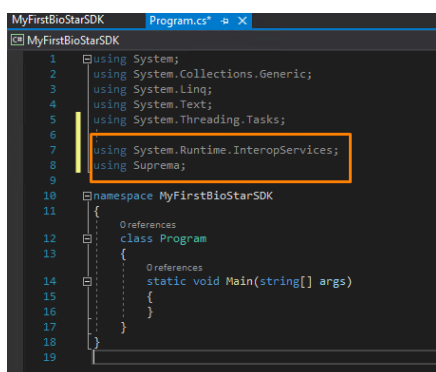 MyFirstBioStarSDK Program.cs*
MyFirstBioStarSDK
1 using System;
2 using System.Collections.Generic;
3 using System.Linq;
4 using System.Text;
5 using System.Threading.Tasks;
6
7 using System.Runtime.InteropServices;
8 using Suprema;
9
10 namespace MyFirstBioStarSDK
11 {
0 references
12 class Program
13 {
0 references
14 static void Main(string[] args)
15 {
16 }
17 }
18 }
19